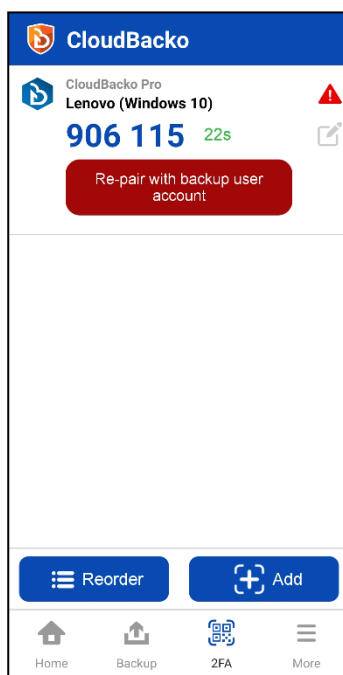 CloudBacko
CloudBacko Pro
Lenovo (Windows 10)
906 115 22s
Re-pair with backup user
account
Reorder
Add
Home
Backup
2FA
More